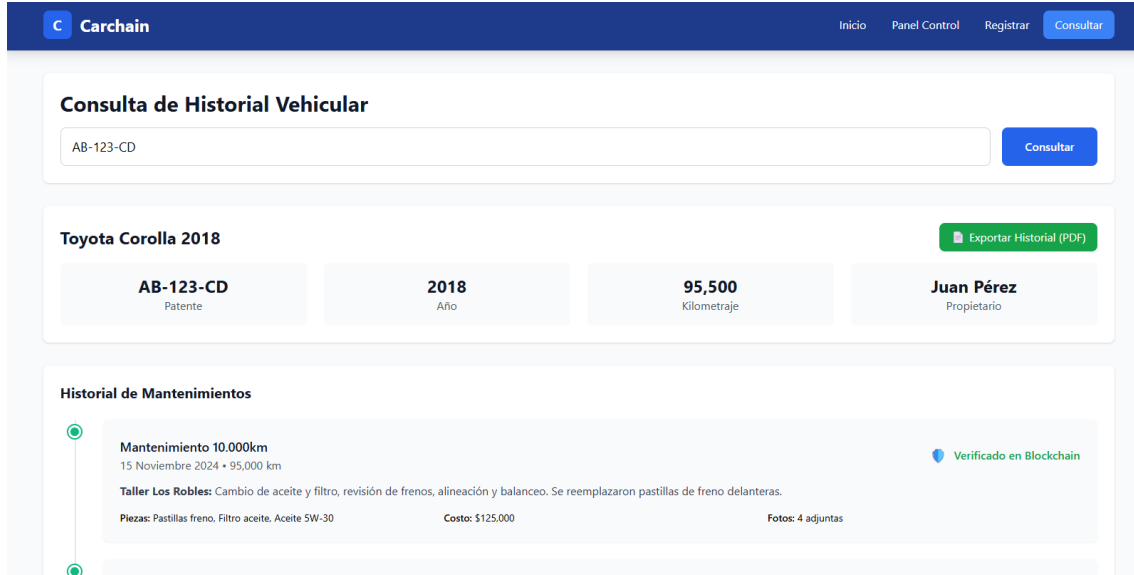 C Carchain
Inicio Panel Control Registrar Consultar
Consulta de Historial Vehicular
AB-123-CD
Consultar
Toyota Corolla 2018
Exportar Historial (PDF)
AB-123-CD
Patente
2018
Año
95,500
Kilometraje
Juan Pérez
Propietario
Historial de Mantenimientos
Mantenimiento 10.000km
15 Noviembre 2024 • 95,000 km
Verificado en Blockchain
Taller Los Robles: Cambio de aceite y filtro, revisión de frenos, alineación y balanceo. Se reemplazaron pastillas de freno delanteras.
Piezas: Pastillas freno, Filtro aceite, Aceite 5W-30
Costo: $125,000
Fotos: 4 adjuntas